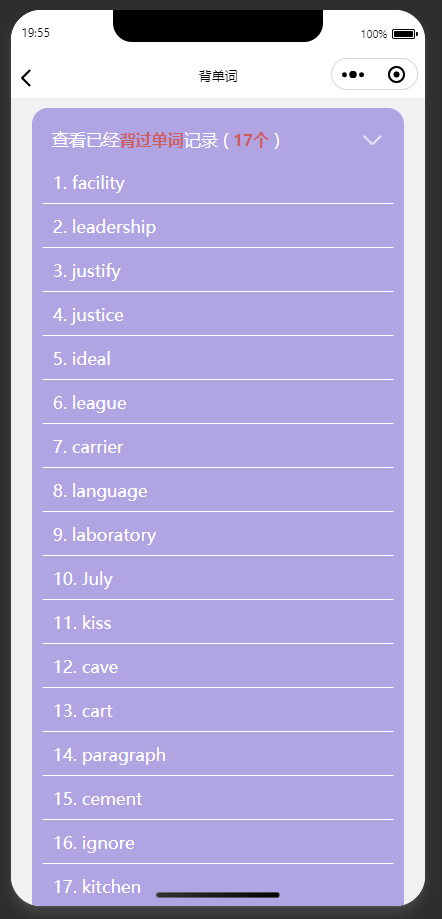 19:55
100%
背单词
查看已经背过单词记录 ( 17个 )
1. facility
2. leadership
3. justify
4. justice
5. ideal
6. league
7. carrier
8. language
9. laboratory
10. July
11. kiss
12. cave
13. cart
14. paragraph
15. cement
16. ignore
17. kitchen